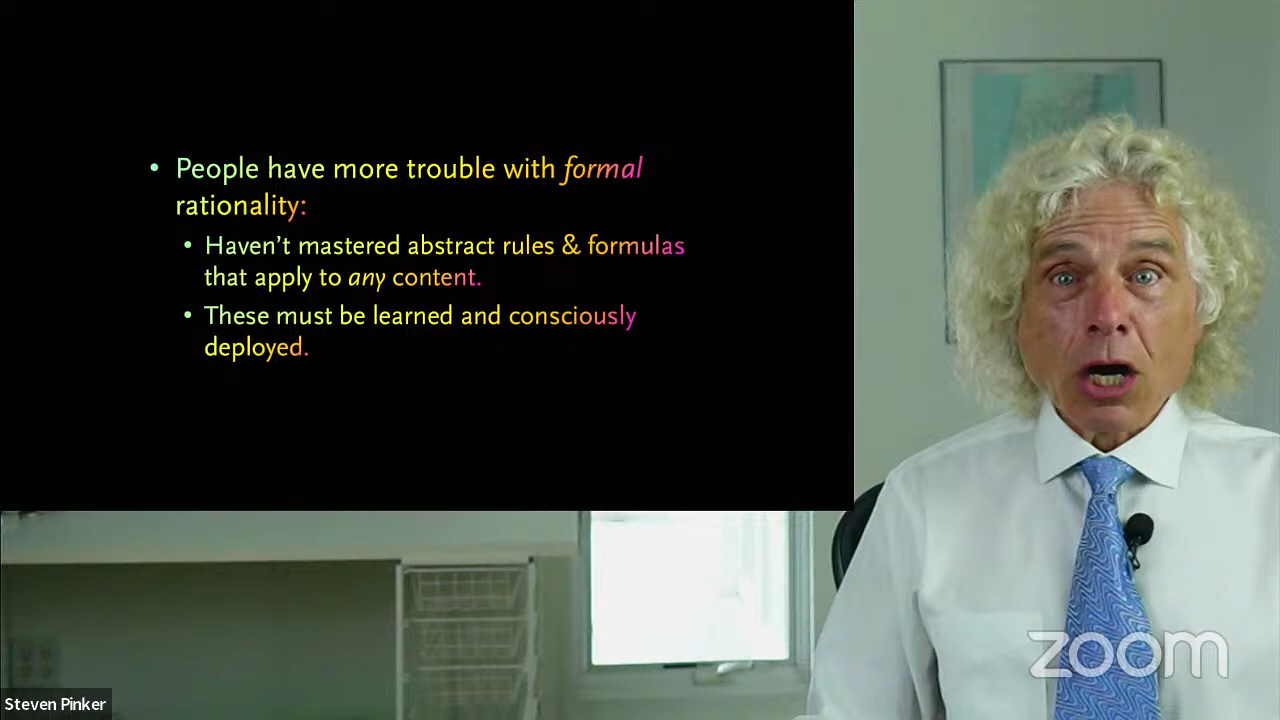 • People have more trouble with formal
rationality:
• Haven't mastered abstract rules & formulas
that apply to any content.
• These must be learned and consciously
deployed.
zoom
Steven Pinker